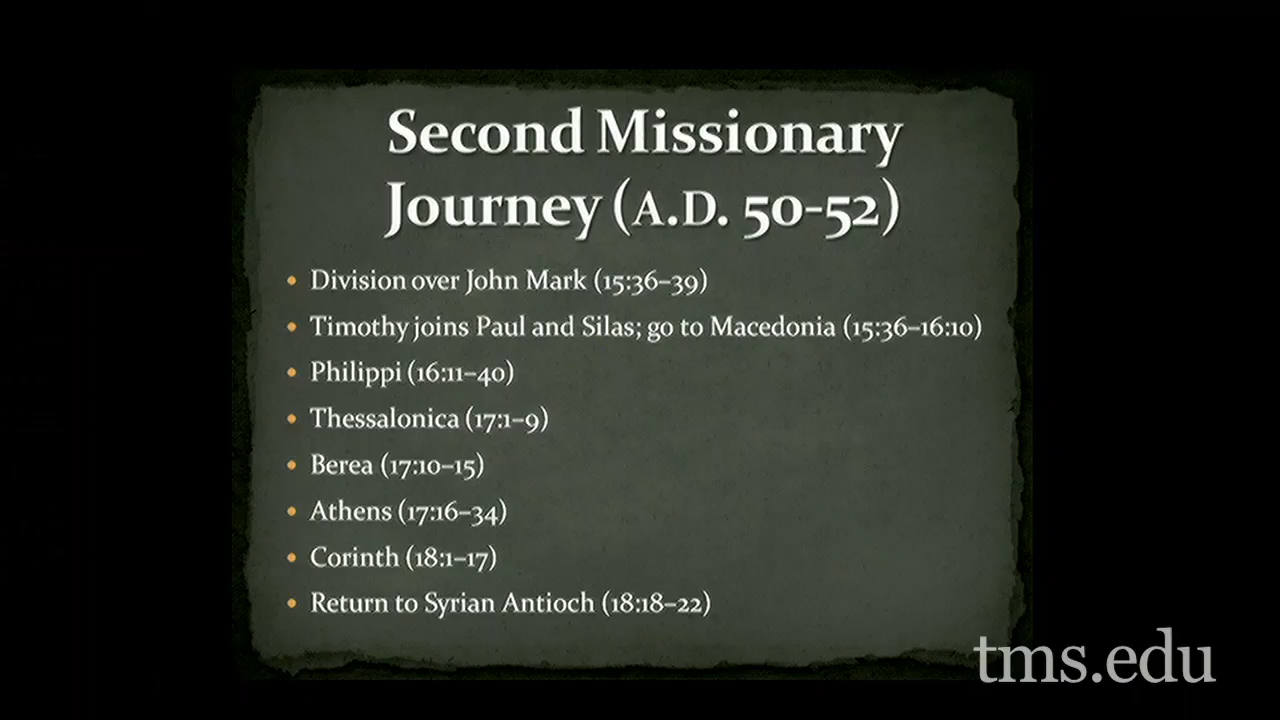 Second Missionary
Journey (A.D. 50-52)
• Division over John Mark (15:36–39)
• Timothy joins Paul and Silas; go to Macedonia (15:36–16:10)
• Philippi (16:11–40)
• Thessalonica (17:1–9)
• Berea (17:10–15)
• Athens (17:16–34)
• Corinth (18:1–17)
• Return to Syrian Antioch (18:18–22)
tms.edu